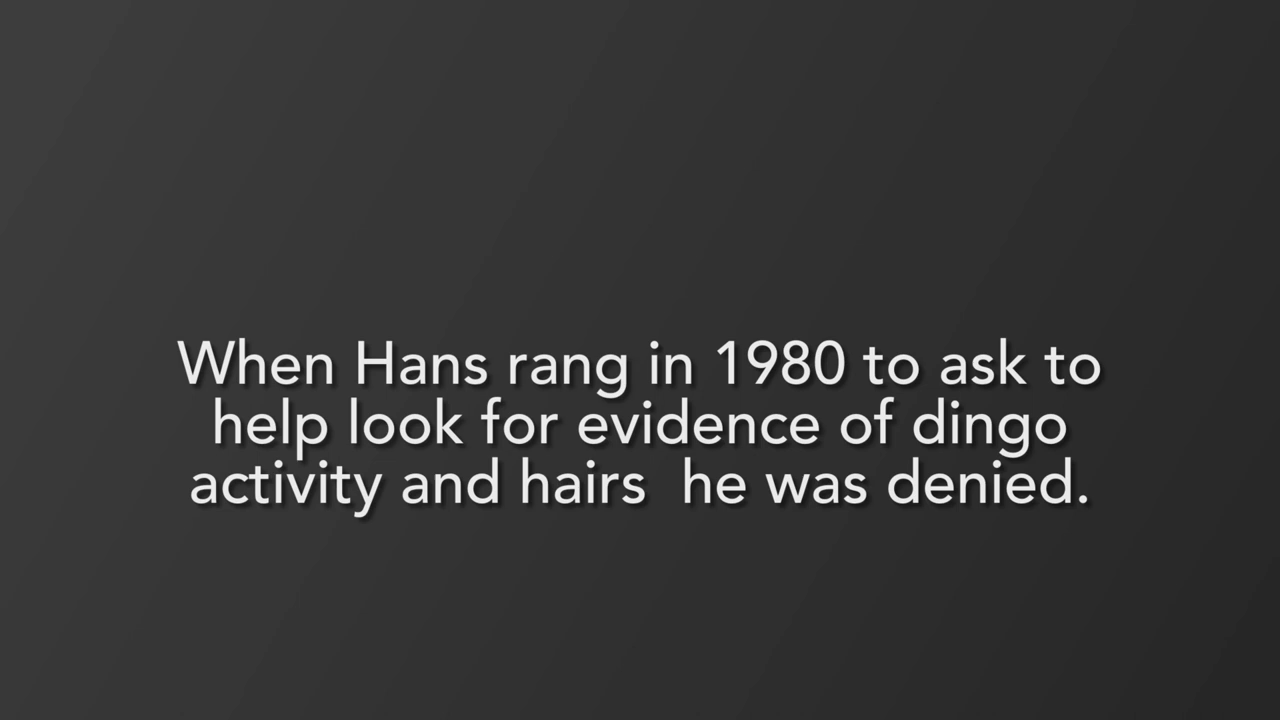 When Hans rang in 1980 to ask to
help look for evidence of dingo
activity and hairs  he was denied.